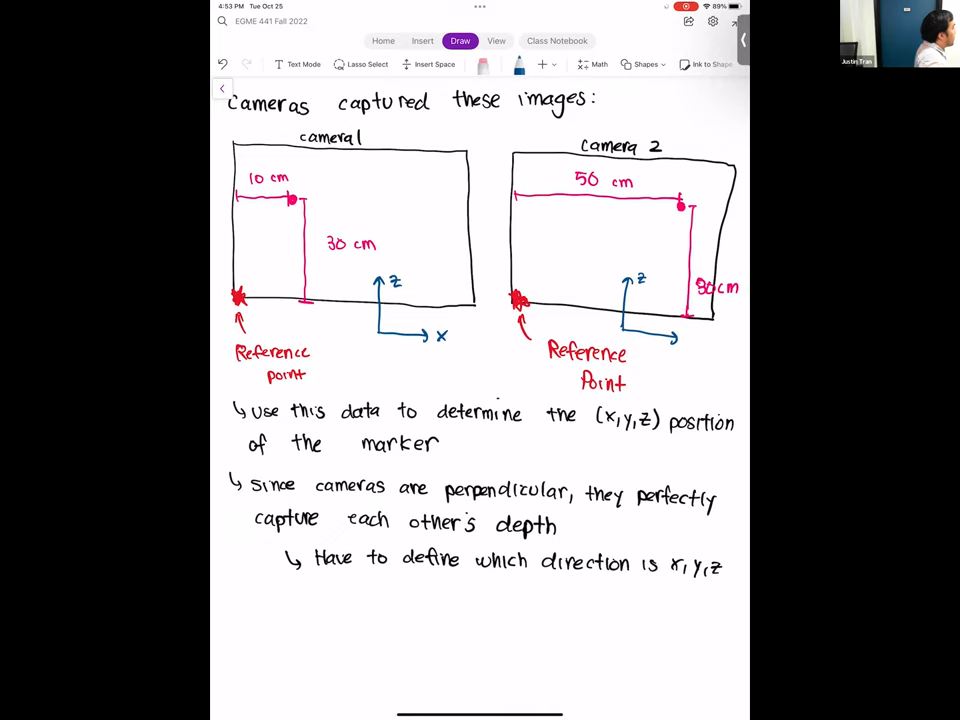 4:53 PM Tue Oct 25
89%
EGME 441 Fall 2022
Home Insert Draw View Class Notebook
Text Mode Lasso Select Insert Space Math Shapes Ink to Shape
Justin Tran
Cameras captured these images:
camera 1
camera 2
10 cm
50 cm
30 cm
30 cm
z
z
x
Reference
point
Reference
Point
↳ Use this data to determine the (x,y,z) position
of the marker
↳ Since cameras are perpendicular, they perfectly
capture each other's depth
↳ Have to define which direction is x,y,z